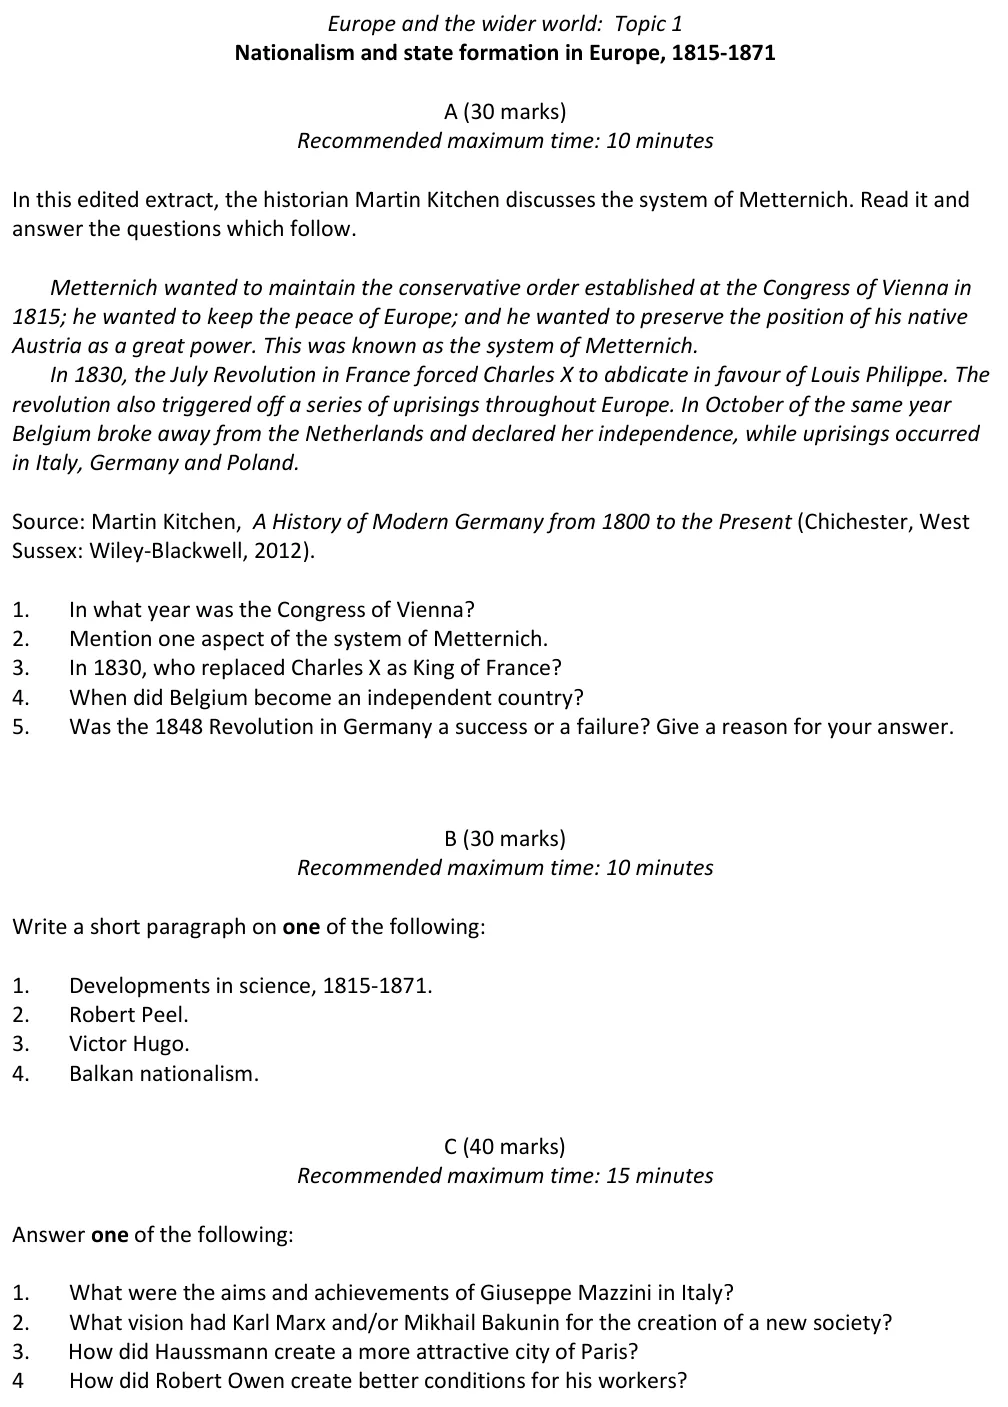 Europe and the wider world:  Topic 1
Nationalism and state formation in Europe, 1815-1871
A (30 marks)
Recommended maximum time: 10 minutes
In this edited extract, the historian Martin Kitchen discusses the system of Metternich. Read it and
answer the questions which follow.
Metternich wanted to maintain the conservative order established at the Congress of Vienna in
1815; he wanted to keep the peace of Europe; and he wanted to preserve the position of his native
Austria as a great power. This was known as the system of Metternich.
In 1830, the July Revolution in France forced Charles X to abdicate in favour of Louis Philippe. The
revolution also triggered off a series of uprisings throughout Europe. In October of the same year
Belgium broke away from the Netherlands and declared her independence, while uprisings occurred
in Italy, Germany and Poland.
Source: Martin Kitchen,  A History of Modern Germany from 1800 to the Present (Chichester, West
Sussex: Wiley-Blackwell, 2012).
1. In what year was the Congress of Vienna?
2. Mention one aspect of the system of Metternich.
3. In 1830, who replaced Charles X as King of France?
4. When did Belgium become an independent country?
5. Was the 1848 Revolution in Germany a success or a failure? Give a reason for your answer.
B (30 marks)
Recommended maximum time: 10 minutes
Write a short paragraph on one of the following:
1. Developments in science, 1815-1871.
2. Robert Peel.
3. Victor Hugo.
4. Balkan nationalism.
C (40 marks)
Recommended maximum time: 15 minutes
Answer one of the following:
1. What were the aims and achievements of Giuseppe Mazzini in Italy?
2. What vision had Karl Marx and/or Mikhail Bakunin for the creation of a new society?
3. How did Haussmann create a more attractive city of Paris?
4 How did Robert Owen create better conditions for his workers?